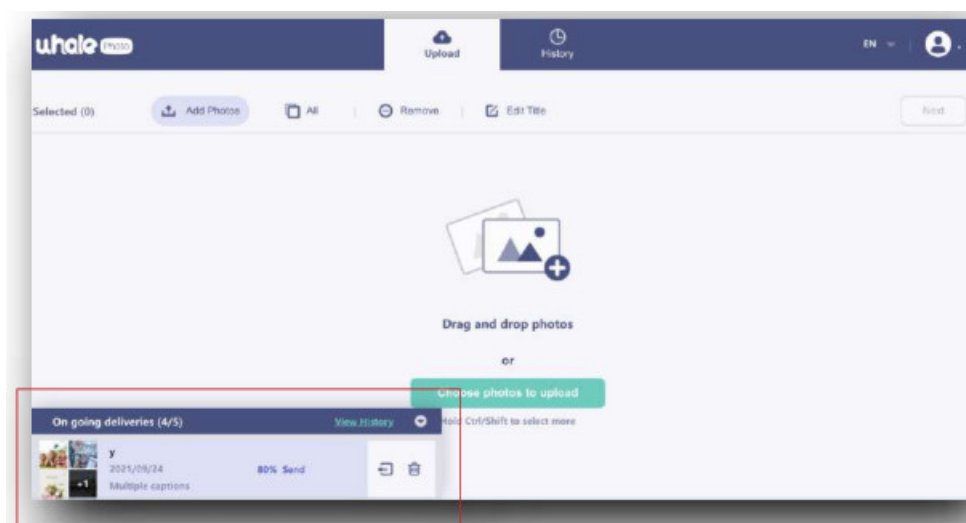 whale Photo
Upload
History
EN
Selected (0)
Add Photos
All
Remove
Edit Title
Next
Drag and drop photos
or
Choose photos to upload
Hold Ctrl/Shift to select more
On going deliveries (4/5)
View History
y
2021/09/24
80% Send
+1
Multiple captions